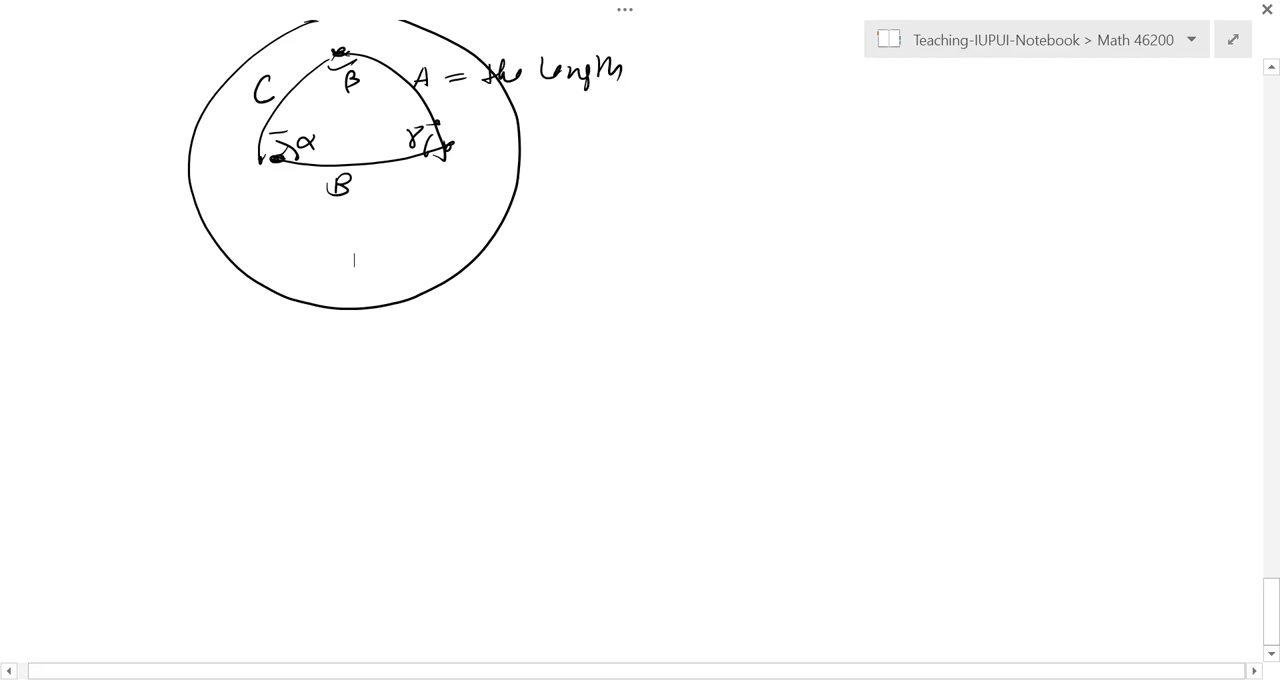 Teaching-IUPUI-Notebook > Math 46200
C
β
A = the length
α
γ
B